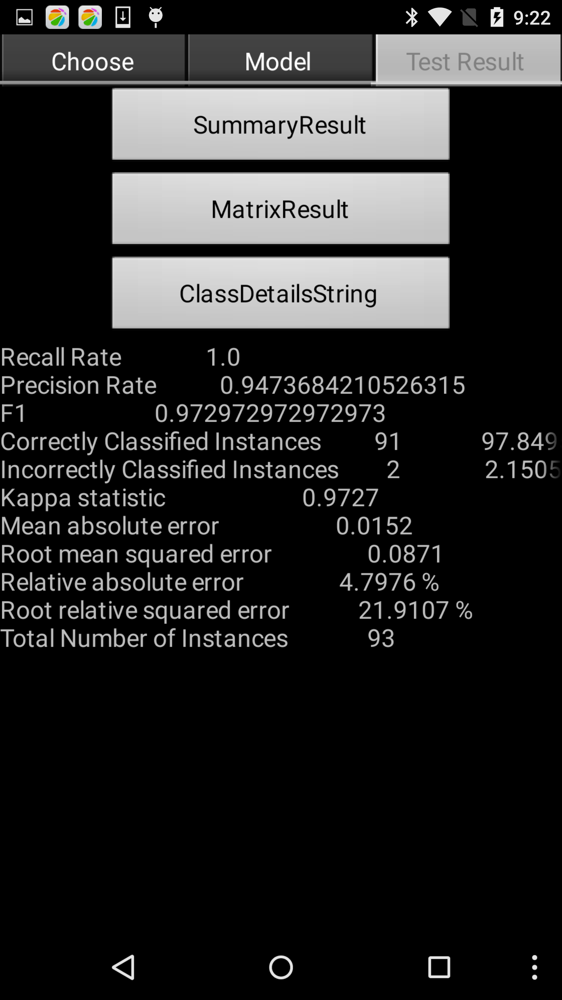 9:22
Choose Model Test Result
SummaryResult
MatrixResult
ClassDetailsString
Recall Rate 1.0
Precision Rate 0.9473684210526315
F1 0.972972972972973
Correctly Classified Instances 91 97.849
Incorrectly Classified Instances 2 2.1505
Kappa statistic 0.9727
Mean absolute error 0.0152
Root mean squared error 0.0871
Relative absolute error 4.7976 %
Root relative squared error 21.9107 %
Total Number of Instances 93